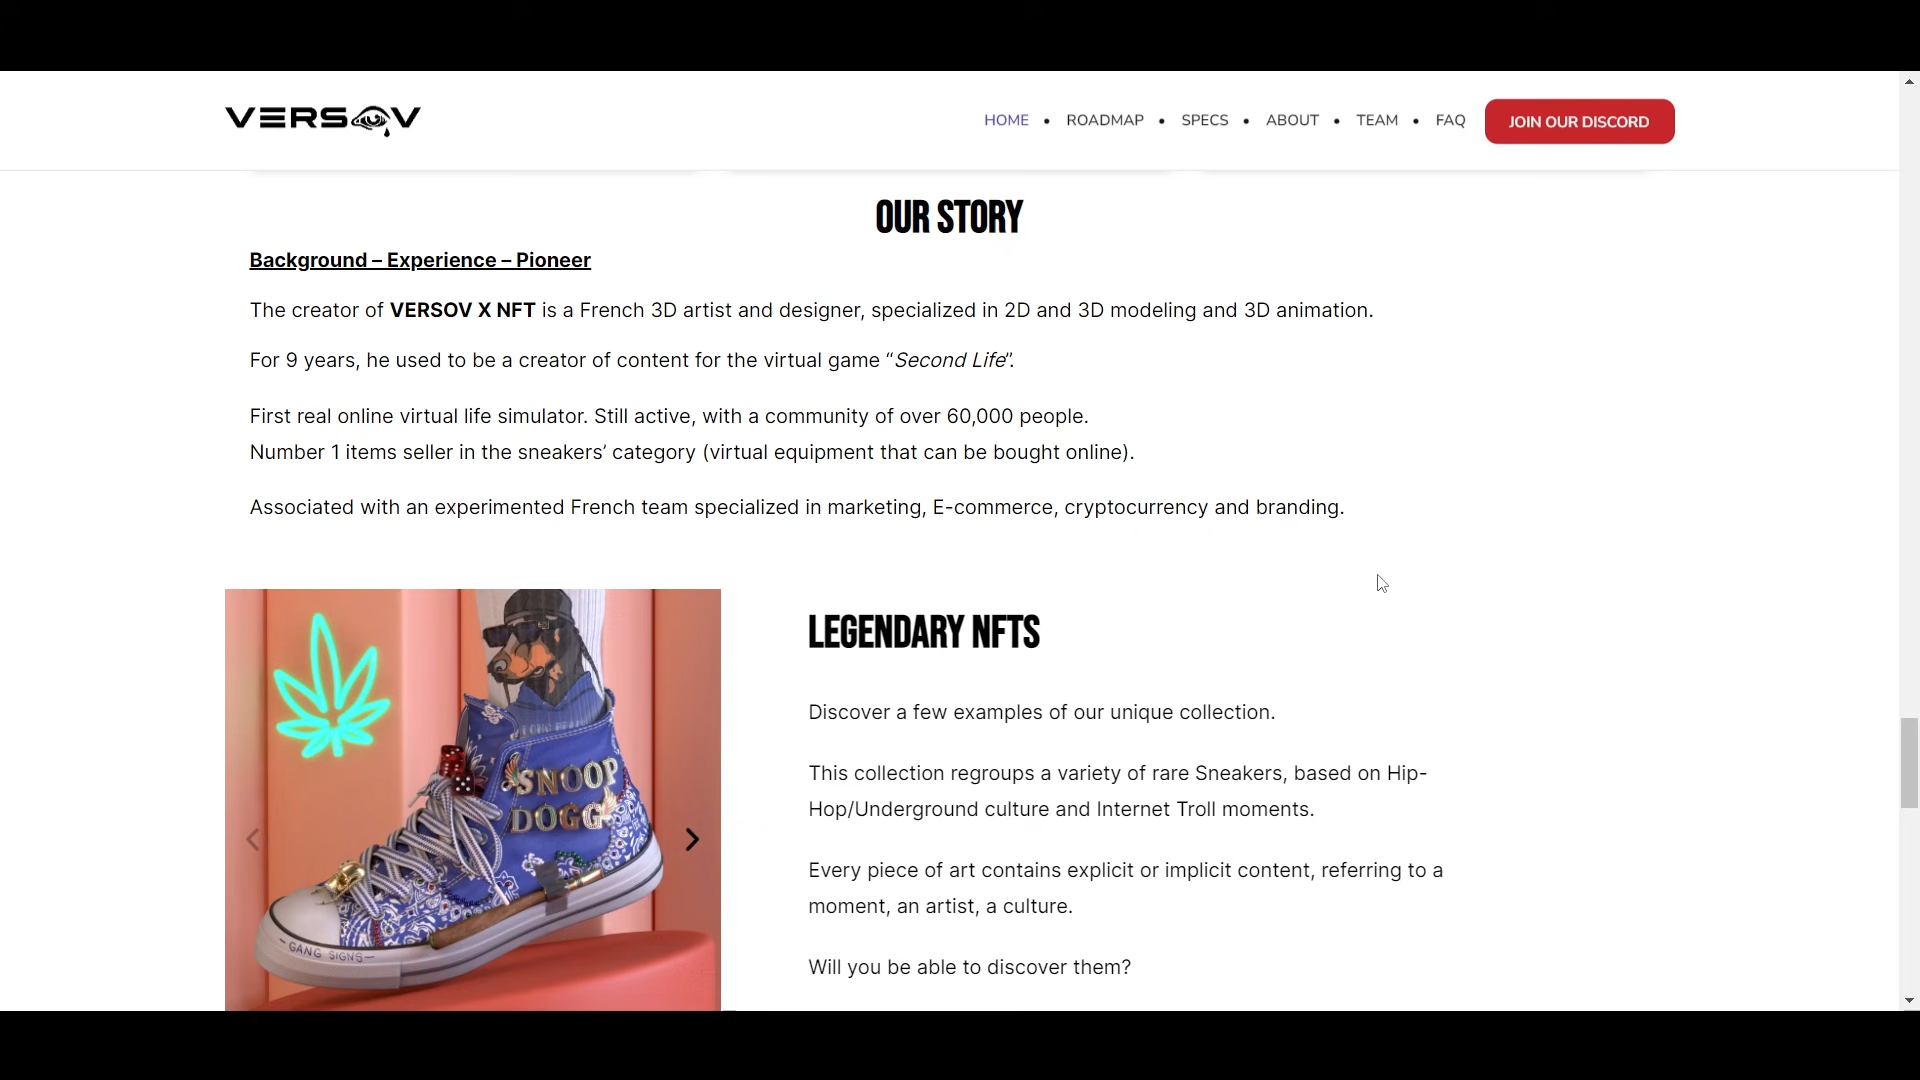 VERSOV
HOME • ROADMAP • SPECS • ABOUT • TEAM • FAQ
JOIN OUR DISCORD
OUR STORY
Background – Experience – Pioneer
The creator of VERSOV X NFT is a French 3D artist and designer, specialized in 2D and 3D modeling and 3D animation.
For 9 years, he used to be a creator of content for the virtual game “Second Life”.
First real online virtual life simulator. Still active, with a community of over 60,000 people.
Number 1 items seller in the sneakers’ category (virtual equipment that can be bought online).
Associated with an experimented French team specialized in marketing, E-commerce, cryptocurrency and branding.
SNOOP
DOGG
-GANG SIGNS-
LEGENDARY NFTS
Discover a few examples of our unique collection.
This collection regroups a variety of rare Sneakers, based on Hip-
Hop/Underground culture and Internet Troll moments.
Every piece of art contains explicit or implicit content, referring to a
moment, an artist, a culture.
Will you be able to discover them?